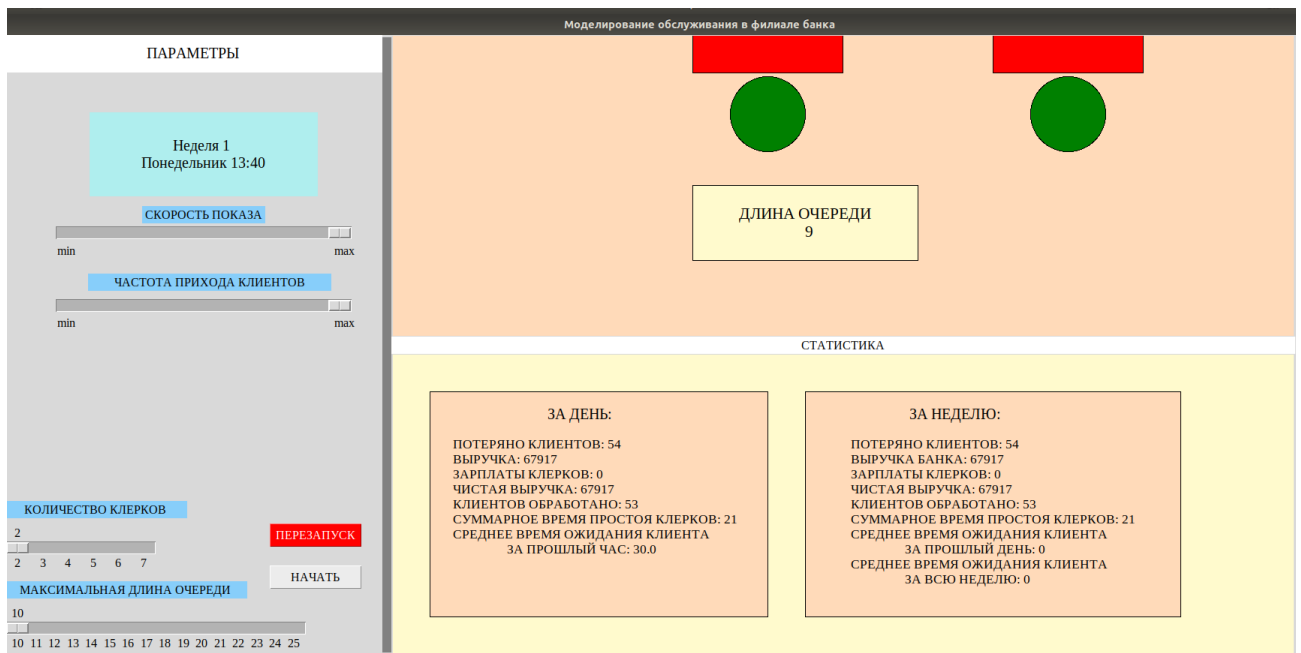 Моделирование обслуживания в филиале банка
ПАРАМЕТРЫ
Неделя 1
Понедельник 13:40
СКОРОСТЬ ПОКАЗА
min max
ЧАСТОТА ПРИХОДА КЛИЕНТОВ
min max
КОЛИЧЕСТВО КЛЕРКОВ
2
2 3 4 5 6 7
ПЕРЕЗАПУСК
НАЧАТЬ
МАКСИМАЛЬНАЯ ДЛИНА ОЧЕРЕДИ
10
10 11 12 13 14 15 16 17 18 19 20 21 22 23 24 25
ДЛИНА ОЧЕРЕДИ
9
СТАТИСТИКА
ЗА ДЕНЬ:
ПОТЕРЯНО КЛИЕНТОВ: 54
ВЫРУЧКА: 67917
ЗАРПЛАТЫ КЛЕРКОВ: 0
ЧИСТАЯ ВЫРУЧКА: 67917
КЛИЕНТОВ ОБРАБОТАНО: 53
СУММАРНОЕ ВРЕМЯ ПРОСТОЯ КЛЕРКОВ: 21
СРЕДНЕЕ ВРЕМЯ ОЖИДАНИЯ КЛИЕНТА
ЗА ПРОШЛЫЙ ЧАС: 30.0
ЗА НЕДЕЛЮ:
ПОТЕРЯНО КЛИЕНТОВ: 54
ВЫРУЧКА БАНКА: 67917
ЗАРПЛАТЫ КЛЕРКОВ: 0
ЧИСТАЯ ВЫРУЧКА: 67917
КЛИЕНТОВ ОБРАБОТАНО: 53
СУММАРНОЕ ВРЕМЯ ПРОСТОЯ КЛЕРКОВ: 21
СРЕДНЕЕ ВРЕМЯ ОЖИДАНИЯ КЛИЕНТА
ЗА ПРОШЛЫЙ ДЕНЬ: 0
СРЕДНЕЕ ВРЕМЯ ОЖИДАНИЯ КЛИЕНТА
ЗА ВСЮ НЕДЕЛЮ: 0